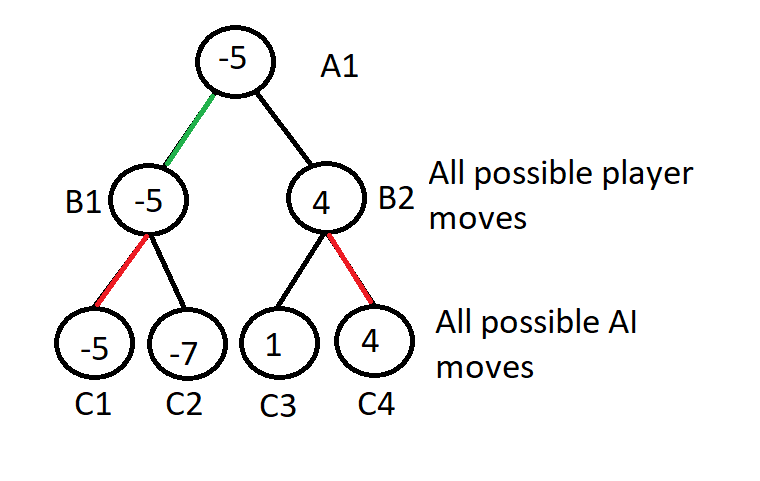 -5 A1
B1 -5 4 B2 All possible player
moves
-5 -7 1 4 All possible AI
moves
C1 C2 C3 C4